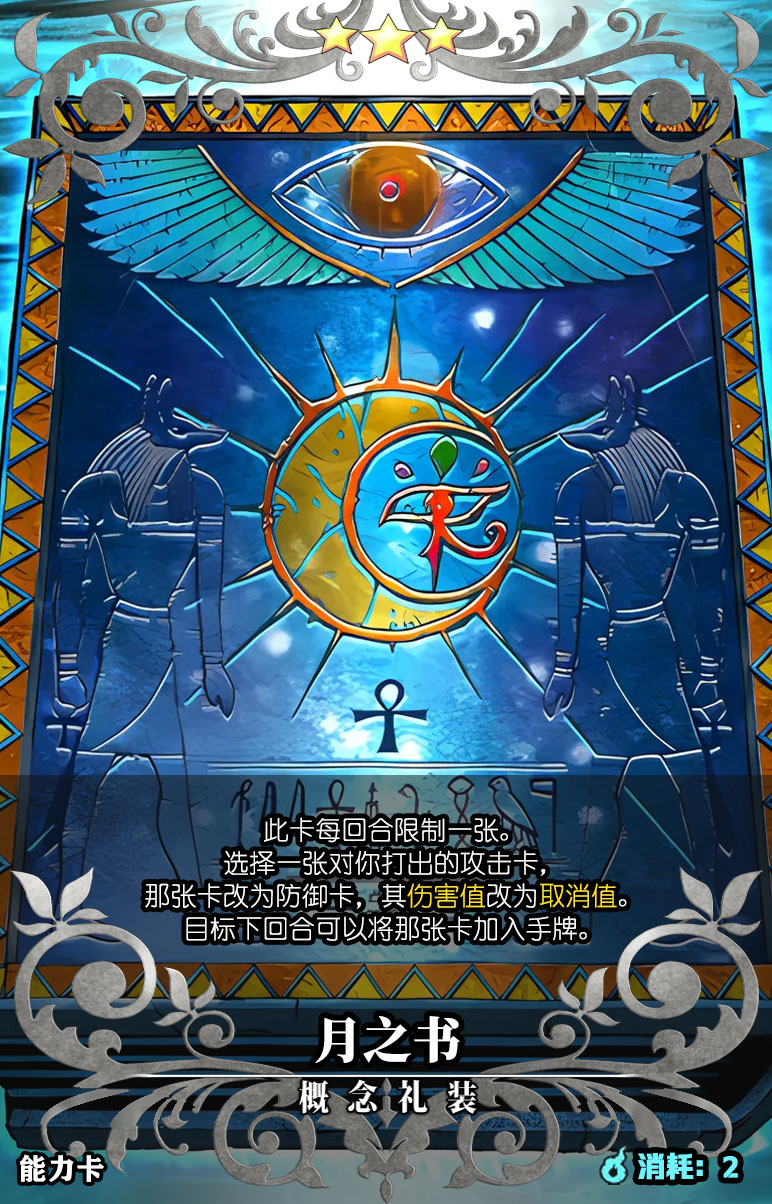 此卡每回合限制一张。
选择一张对你打出的攻击卡，
那张卡改为防御卡，其伤害值改为取消值。
目标下回合可以将那张卡加入手牌。
月之书
概念礼装
能力卡
消耗：2